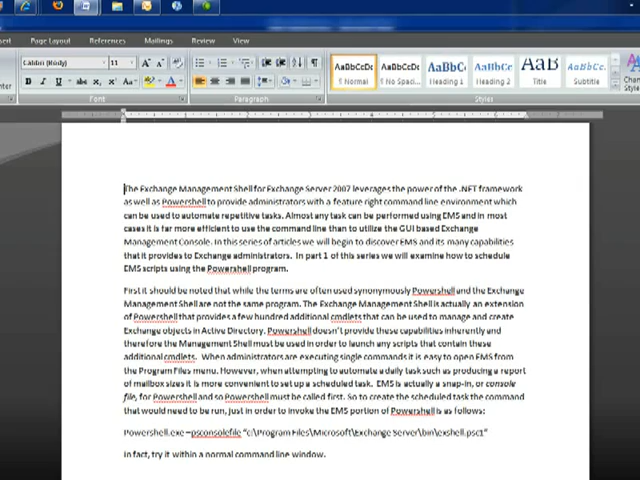 Page Layout References Mailings Review View
Calibri (Body) 11
AaBbCcDc AaBbCcDc AaBbC AaBbCc AaB AaBbCc.
¶ Normal ¶ No Spac... Heading 1 Heading 2 Title Subtitle
Font Paragraph Styles
The Exchange Management Shell for Exchange Server 2007 leverages the power of the .NET framework
as well as Powershell to provide administrators with a feature right command line environment which
can be used to automate repetitive tasks. Almost any task can be performed using EMS and in most
cases it is far more efficient to use the command line than to utilize the GUI based Exchange
Management Console. In this series of articles we will begin to discover EMS and its many capabilities
that it provides to Exchange administrators. In part 1 of this series we will examine how to schedule
EMS scripts using the Powershell program.
First it should be noted that while the terms are often used synonymously Powershell and the Exchange
Management Shell are not the same program. The Exchange Management Shell is actually an extension
of Powershell that provides a few hundred additional cmdlets that can be used to manage and create
Exchange objects in Active Directory. Powershell doesn't provide these capabilities inherently and
therefore the Management Shell must be used in order to launch any scripts that contain these
additional cmdlets. When administrators are executing single commands it is easy to open EMS from
the Program Files menu. However, when attempting to automate a daily task such as producing a report
of mailbox sizes it is more convenient to set up a scheduled task. EMS is actually a snap-in, or console
file, for Powershell and so Powershell must be called first. So to create the scheduled task the command
that would need to be run, just in order to invoke the EMS portion of Powershell is as follows:
Powershell.exe –psconsolefile "c:\Program Files\Microsoft\Exchange Server\bin\exshell.psc1"
In fact, try it within a normal command line window.